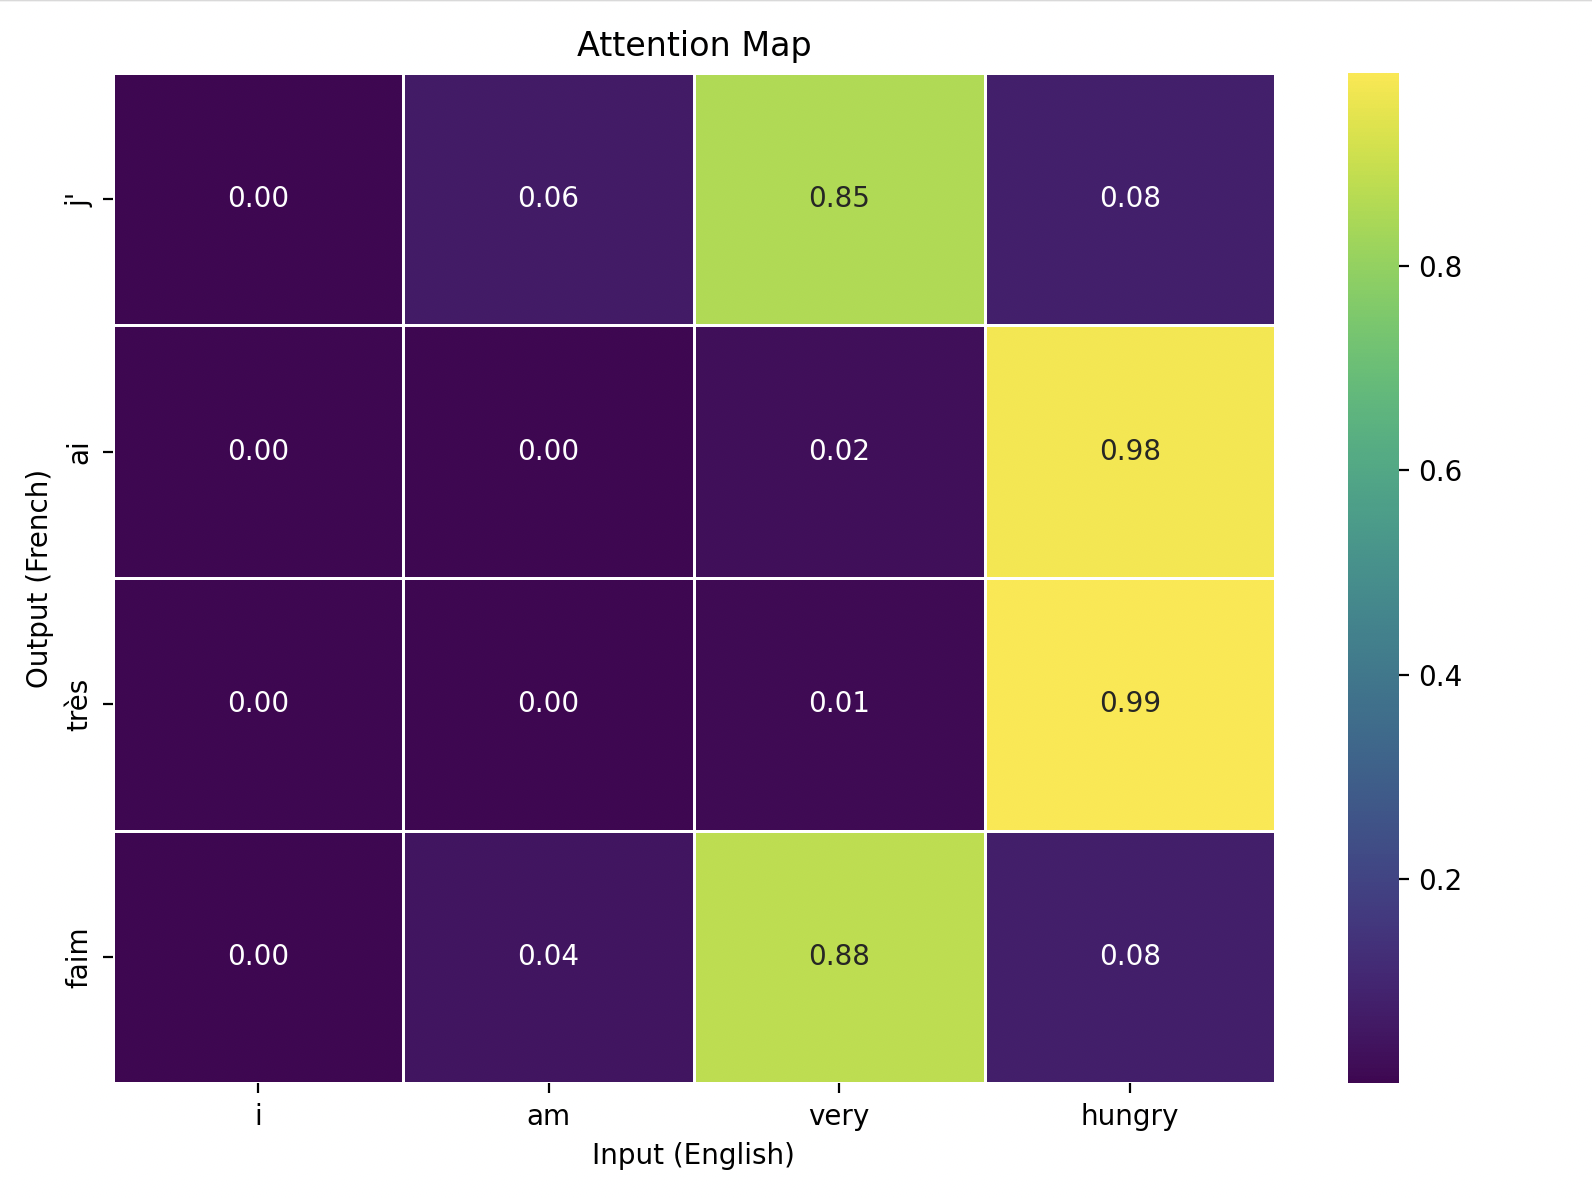 Attention Map
Output (French)
j' 0.00 0.06 0.85 0.08
ai 0.00 0.00 0.02 0.98
très 0.00 0.00 0.01 0.99
faim 0.00 0.04 0.88 0.08
i am very hungry
Input (English)
0.8
0.6
0.4
0.2